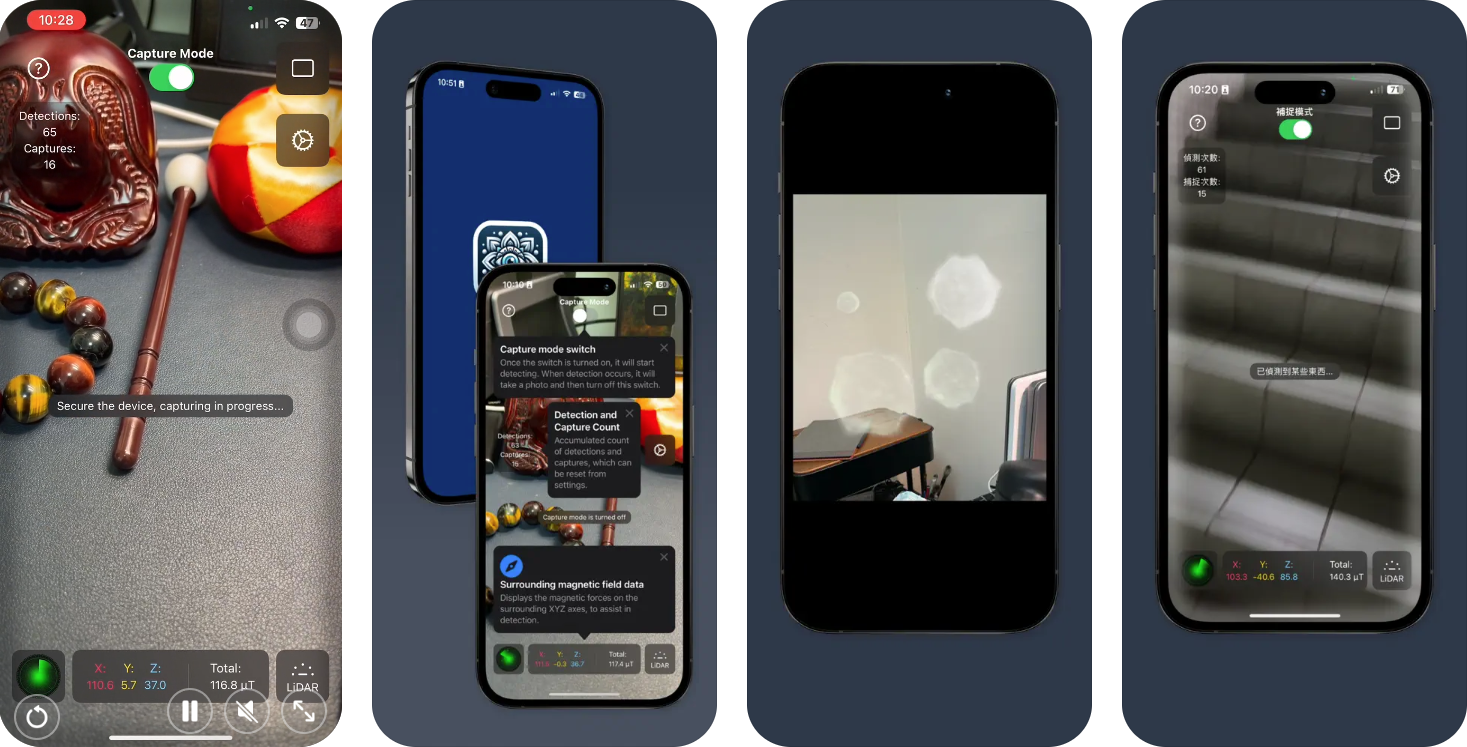 10:28
47
Capture Mode
?
Detections:
65
Captures:
16
Secure the device, capturing in progress...
X: Y: Z: Total:
110.6 5.7 37.0 116.8 µT
LiDAR
10:51
10:10
Capture Mode
?
Capture mode switch
Once the switch is turned on, it will start
detecting. When detection occurs, it will
take a photo and then turn off this switch.
Detection and
Capture Count
Accumulated count
of detections and
captures, which can
be reset from
settings.
Detections:
63
Captures:
Capture mode is turned off
Surrounding magnetic field data
Displays the magnetic forces on the
surrounding XYZ axes, to assist in
detection.
X: Y: Z: Total:
-0.3 36.7 117.4 µT
LiDAR
10:20
補捉模式
?
偵測次數:
61
補捉次數:
15
已偵測到某些東西...
X: Y: Z: Total:
103.3 -40.6 85.8 140.3 µT
LiDAR